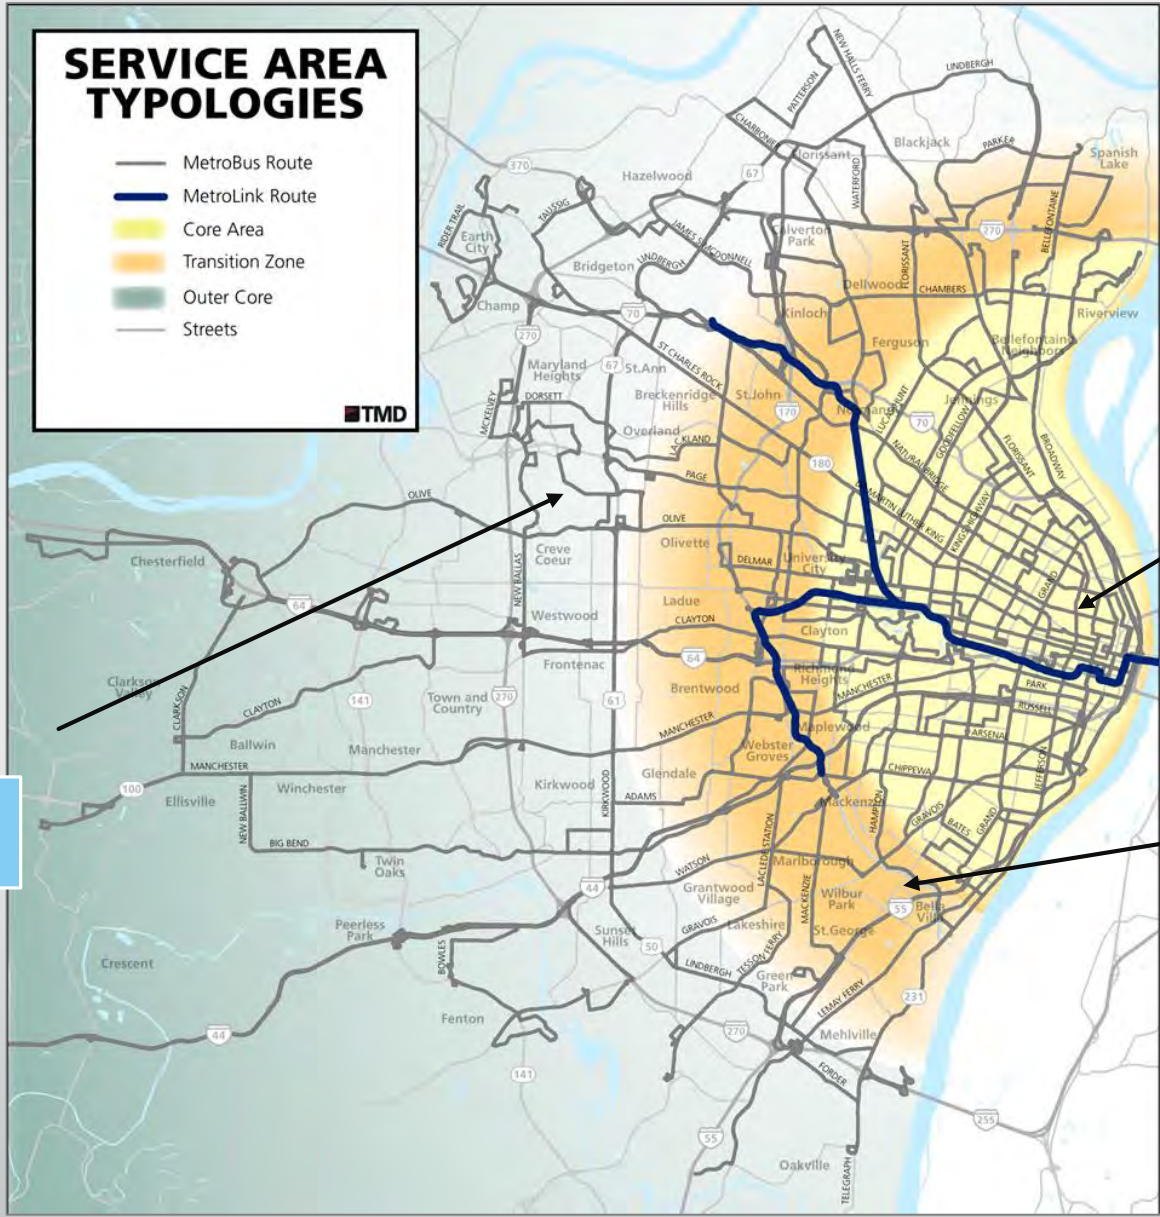 SERVICE AREA
TYPOLOGIES
MetroBus Route
MetroLink Route
Core Area
Transition Zone
Outer Core
Streets
TMD
NEW HALLS FERRY
LINDBERGH
PATTERSON
CHARBONIER
Florissant
Blackjack
PARKER
Spanish
Lake
370
Hazelwood
67
WATERFORD
TAUSSIG
RIDER TRAIL
Earth
City
JAMES S MCDONNELL
Calverton
Park
FLORISSANT
270
BELLEFONTAINE
Bridgeton
LINDBERGH
Dellwood
CHAMBERS
Champ
70
Kinloch
Riverview
270
Ferguson
Bellefontaine
Neighbors
Maryland
Heights
67
St.Ann
ST CHARLES ROCK
MCKELVEY
DORSETT
Breckenridge
Hills
St.John
170
Normandy
LUCAS HUNT
70
GOODFELLOW
Jennings
Overland
LACKLAND
NATURAL BRIDGE
FLORISSANT
BROADWAY
180
PAGE
DR MARTIN LUTHER KING
KINGSHIGHWAY
OLIVE
OLIVE
Chesterfield
Creve
Coeur
Olivette
DELMAR
University
City
GRAND
NEW BALLAS
64
Westwood
Ladue
CLAYTON
Clayton
Frontenac
64
Richmond
Heights
Clarkson
Valley
CLARKSON
CLAYTON
141
Town and
Country
270
61
Brentwood
MANCHESTER
PARK
RUSSELL
MANCHESTER
Maplewood
ARSENAL
Ballwin
Manchester
Webster
Groves
MANCHESTER
Glendale
CHIPPEWA
JEFFERSON
100
Ellisville
Winchester
Kirkwood
KIRKWOOD
ADAMS
Mackenzie
HAMPTON
GRAVOIS
BATES
GRAND
NEW BALLWIN
BIG BEND
Twin
Oaks
WATSON
LACLEDE STATION
Marlborough
44
Grantwood
Village
MACKENZIE
Wilbur
Park
55
Bella
Villa
Peerless
Park
Sunset
Hills
GRAVOIS
Lakeshire
St.George
50
Crescent
BOWLES
LINDBERGH
TESSON FERRY
Green
Park
LEMAY FERRY
231
Fenton
44
270
Mehlville
141
FORDER
255
55
Oakville
TELEGRAPH